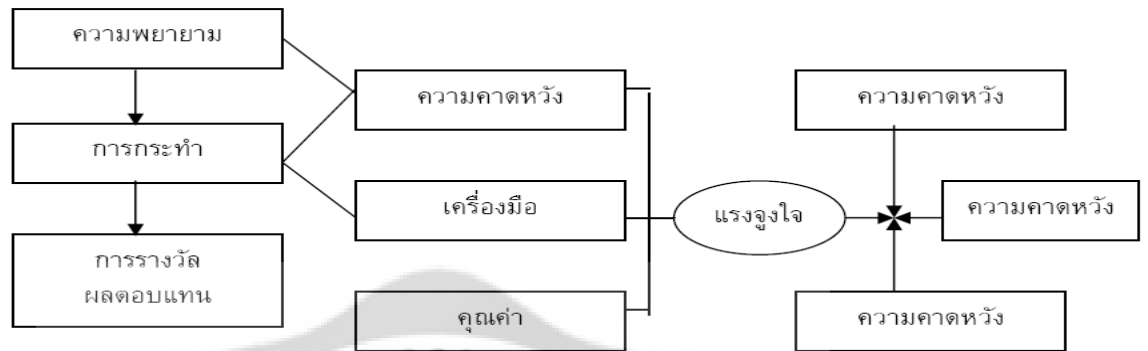 ความพยายาม
การกระทำ
การรางวัล
ผลตอบแทน
ความคาดหวัง
เครื่องมือ
คุณค่า
แรงจูงใจ
ความคาดหวัง
ความคาดหวัง
ความคาดหวัง